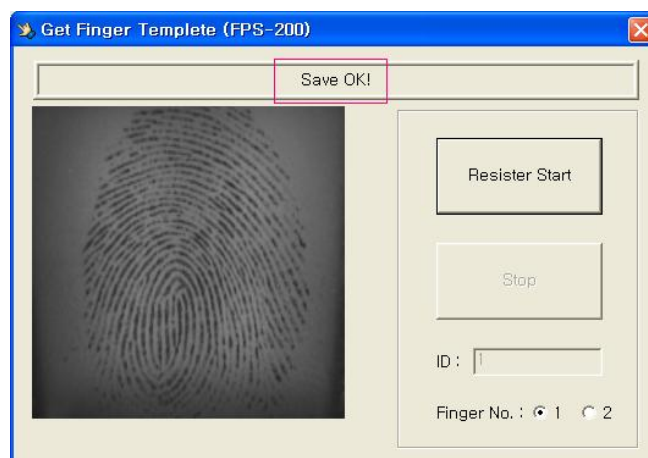 Get Finger Templete (FPS-200)
Save OK!
Resister Start
Stop
ID : 1
Finger No. : 1 2